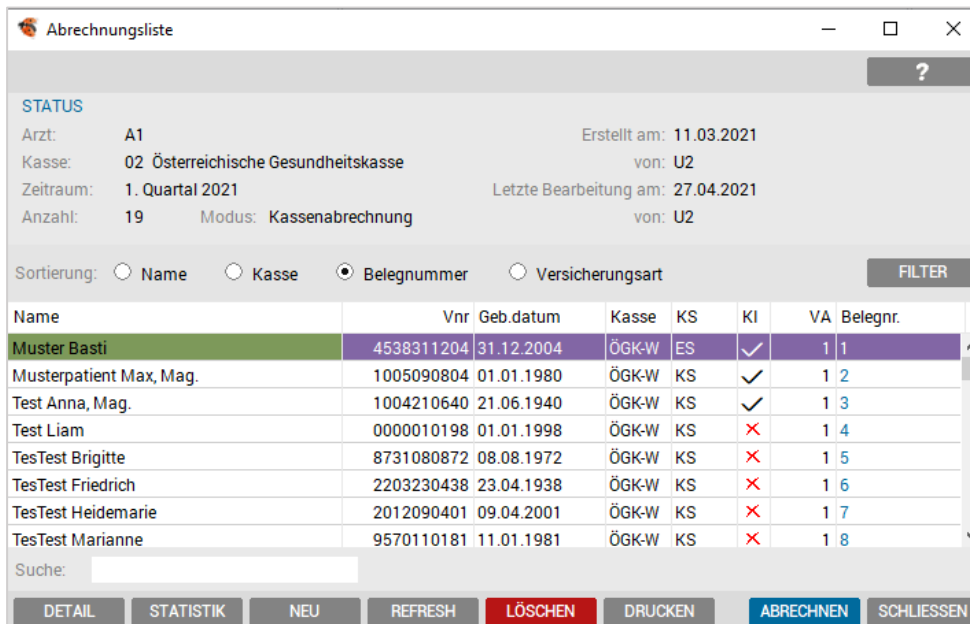 Abrechnungsliste
?
STATUS
Arzt: A1 Erstellt am: 11.03.2021
Kasse: 02 Österreichische Gesundheitskasse von: U2
Zeitraum: 1. Quartal 2021 Letzte Bearbeitung am: 27.04.2021
Anzahl: 19 Modus: Kassenabrechnung von: U2
Sortierung: Name Kasse Belegnummer Versicherungsart FILTER
Name Vnr Geb.datum Kasse KS KI VA Belegnr.
Muster Basti 4538311204 31.12.2004 ÖGK-W ES 1 1
Musterpatient Max, Mag. 1005090804 01.01.1980 ÖGK-W KS 1 2
Test Anna, Mag. 1004210640 21.06.1940 ÖGK-W KS 1 3
Test Liam 0000010198 01.01.1998 ÖGK-W KS 1 4
TesTest Brigitte 8731080872 08.08.1972 ÖGK-W KS 1 5
TesTest Friedrich 2203230438 23.04.1938 ÖGK-W KS 1 6
TesTest Heidemarie 2012090401 09.04.2001 ÖGK-W KS 1 7
TesTest Marianne 9570110181 11.01.1981 ÖGK-W KS 1 8
Suche:
DETAIL STATISTIK NEU REFRESH LÖSCHEN DRUCKEN ABRECHNEN SCHLIESSEN